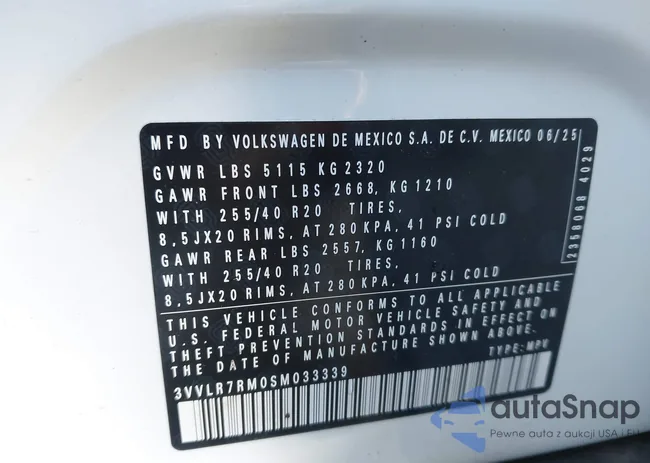 MFD BY VOLKSWAGEN DE MEXICO S.A. DE C.V. MEXICO 06/25
GVWR LBS 5115 KG 2320
GAWR FRONT LBS 2668, KG 1210
WITH 255/40 R20 TIRES,
8,5JX20 RIMS, AT 280 KPA, 41 PSI COLD
GAWR REAR LBS 2557, KG 1160
WITH 255/40 R20 TIRES,
8,5JX20 RIMS, AT 280 KPA, 41 PSI COLD
THIS VEHICLE CONFORMS TO ALL APPLICABLE
U.S. FEDERAL MOTOR VEHICLE SAFETY AND
THEFT PREVENTION STANDARDS IN EFFECT ON
THE DATE OF MANUFACTURE SHOWN ABOVE.
TYPE: MPV
3VVLR7RM0SM033339
2358068 4029
autaSnap
Pewne auta z aukcji USA i EU